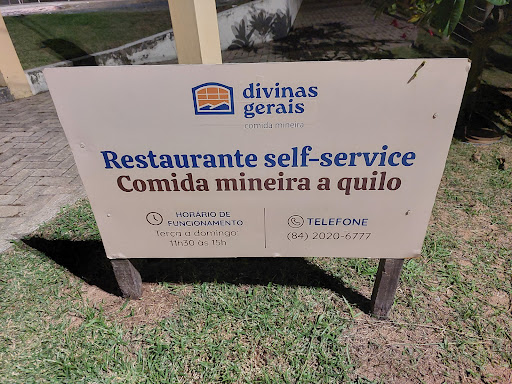 divinas
gerais
comida mineira
Restaurante self-service
Comida mineira a quilo
HORÁRIO DE
FUNCIONAMENTO
Terça a domingo
11h30 às 15h
TELEFONE
(84) 2020-6777